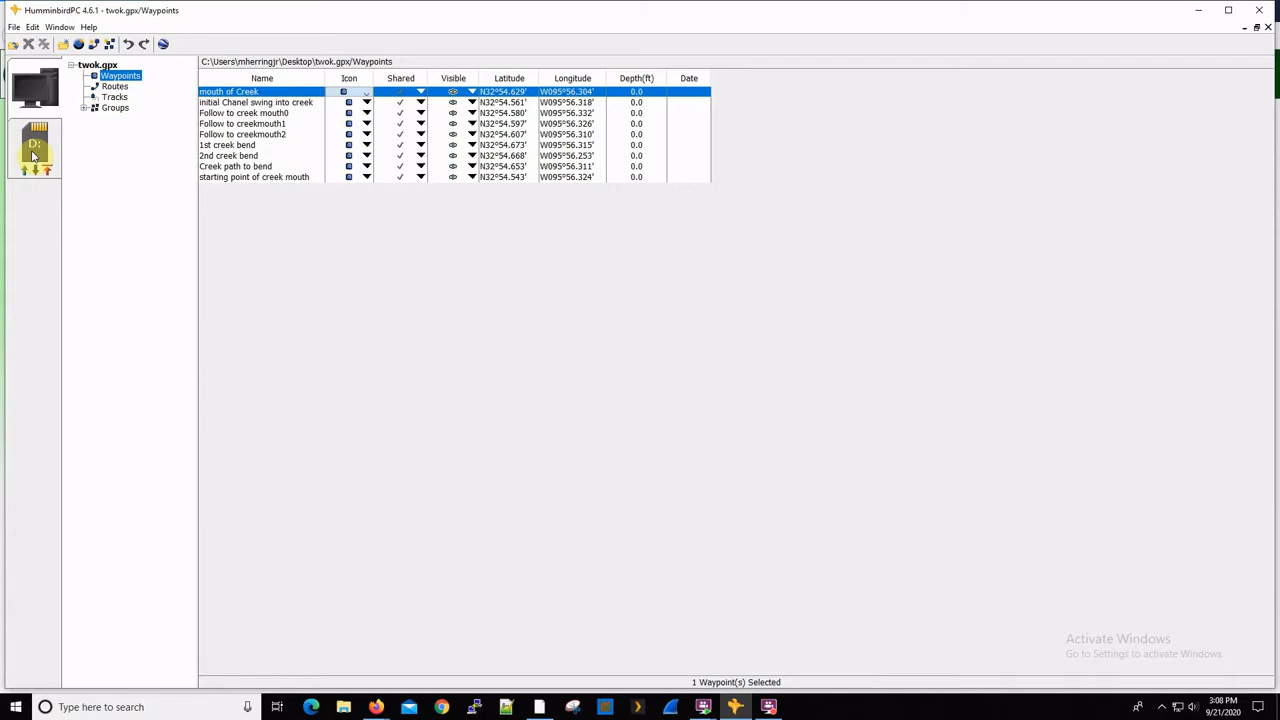 HumminbirdPC 4.6.1 - twok.gpx/Waypoints
File Edit Window Help
twok.gpx
Waypoints
Routes
Tracks
Groups
D:
C:\Users\mherringjr\Desktop\twok.gpx/Waypoints
Name Icon Shared Visible Latitude Longitude Depth(ft) Date
mouth of Creek N32°54.629' W095°56.304' 0.0
initial Chanel swing into creek N32°54.561' W095°56.318' 0.0
Follow to creek mouth0 N32°54.580' W095°56.332' 0.0
Follow to creekmouth1 N32°54.597' W095°56.326' 0.0
Follow to creekmouth2 N32°54.607' W095°56.310' 0.0
1st creek bend N32°54.673' W095°56.315' 0.0
2nd creek bend N32°54.668' W095°56.253' 0.0
Creek path to bend N32°54.653' W095°56.311' 0.0
starting point of creek mouth N32°54.543' W095°56.324' 0.0
Activate Windows
Go to Settings to activate Windows.
1 Waypoint(s) Selected
Type here to search
3:08 PM
9/21/2020